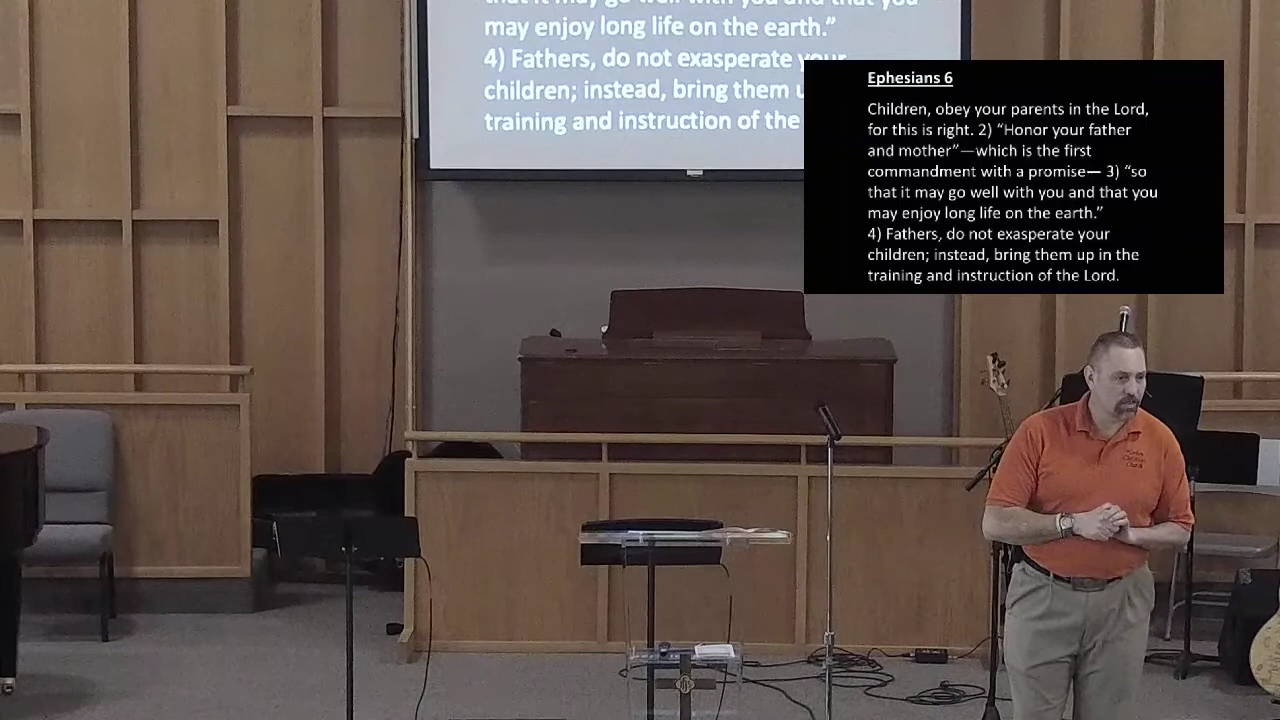 may enjoy long life on the earth.”
4) Fathers, do not exasperate your
children; instead, bring them
training and instruction of the
Ephesians 6
Children, obey your parents in the Lord,
for this is right. 2) “Honor your father
and mother”—which is the first
commandment with a promise— 3) “so
that it may go well with you and that you
may enjoy long life on the earth.”
4) Fathers, do not exasperate your
children; instead, bring them up in the
training and instruction of the Lord.
Christian
Church